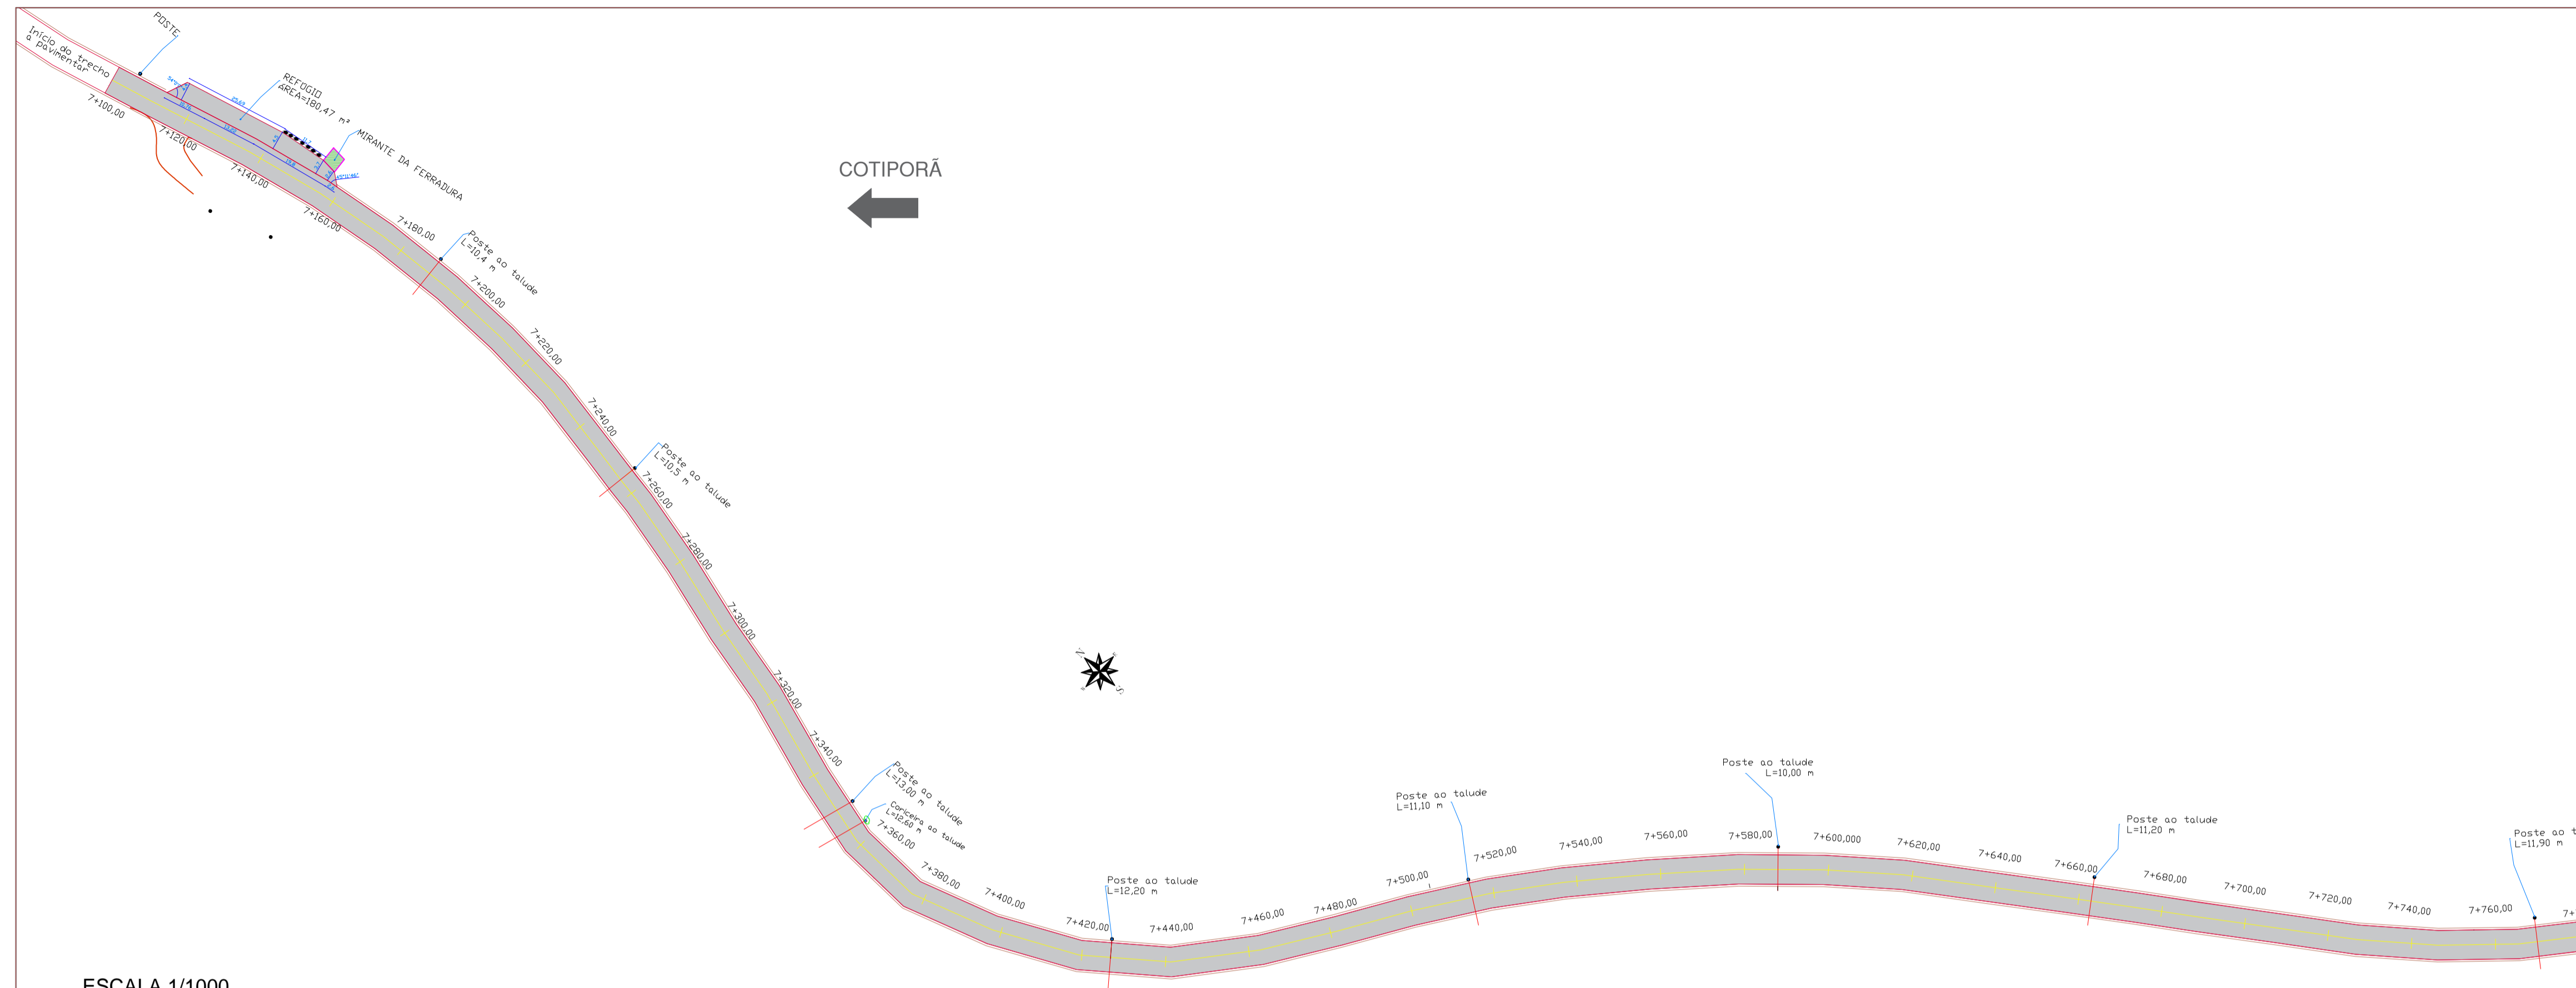 POSTE
Início do trecho
a pavimentar
REFÚGIO
ÁREA=180,47 m²
MIRANTE DA FERRADURA
7+100,00
7+120,00
7+140,00
7+160,00
7+180,00
COTIPORÃ
Poste ao talude
L=10,4 m
7+200,00
7+220,00
7+240,00
Poste ao talude
L=10,5 m
7+260,00
7+280,00
7+300,00
7+320,00
7+340,00
Poste ao talude
L=13,00 m
Corticeira ao talude
L=12,60 m
7+360,00
7+380,00
7+400,00
7+420,00
Poste ao talude
L=12,20 m
7+440,00
7+460,00
7+480,00
7+500,00
Poste ao talude
L=11,10 m
7+520,00
7+540,00
7+560,00
7+580,00
Poste ao talude
L=10,00 m
7+600,000
7+620,00
7+640,00
7+660,00
Poste ao talude
L=11,20 m
7+680,00
7+700,00
7+720,00
7+740,00
7+760,00
Poste ao t
L=11,90 m
ESCALA 1/1000